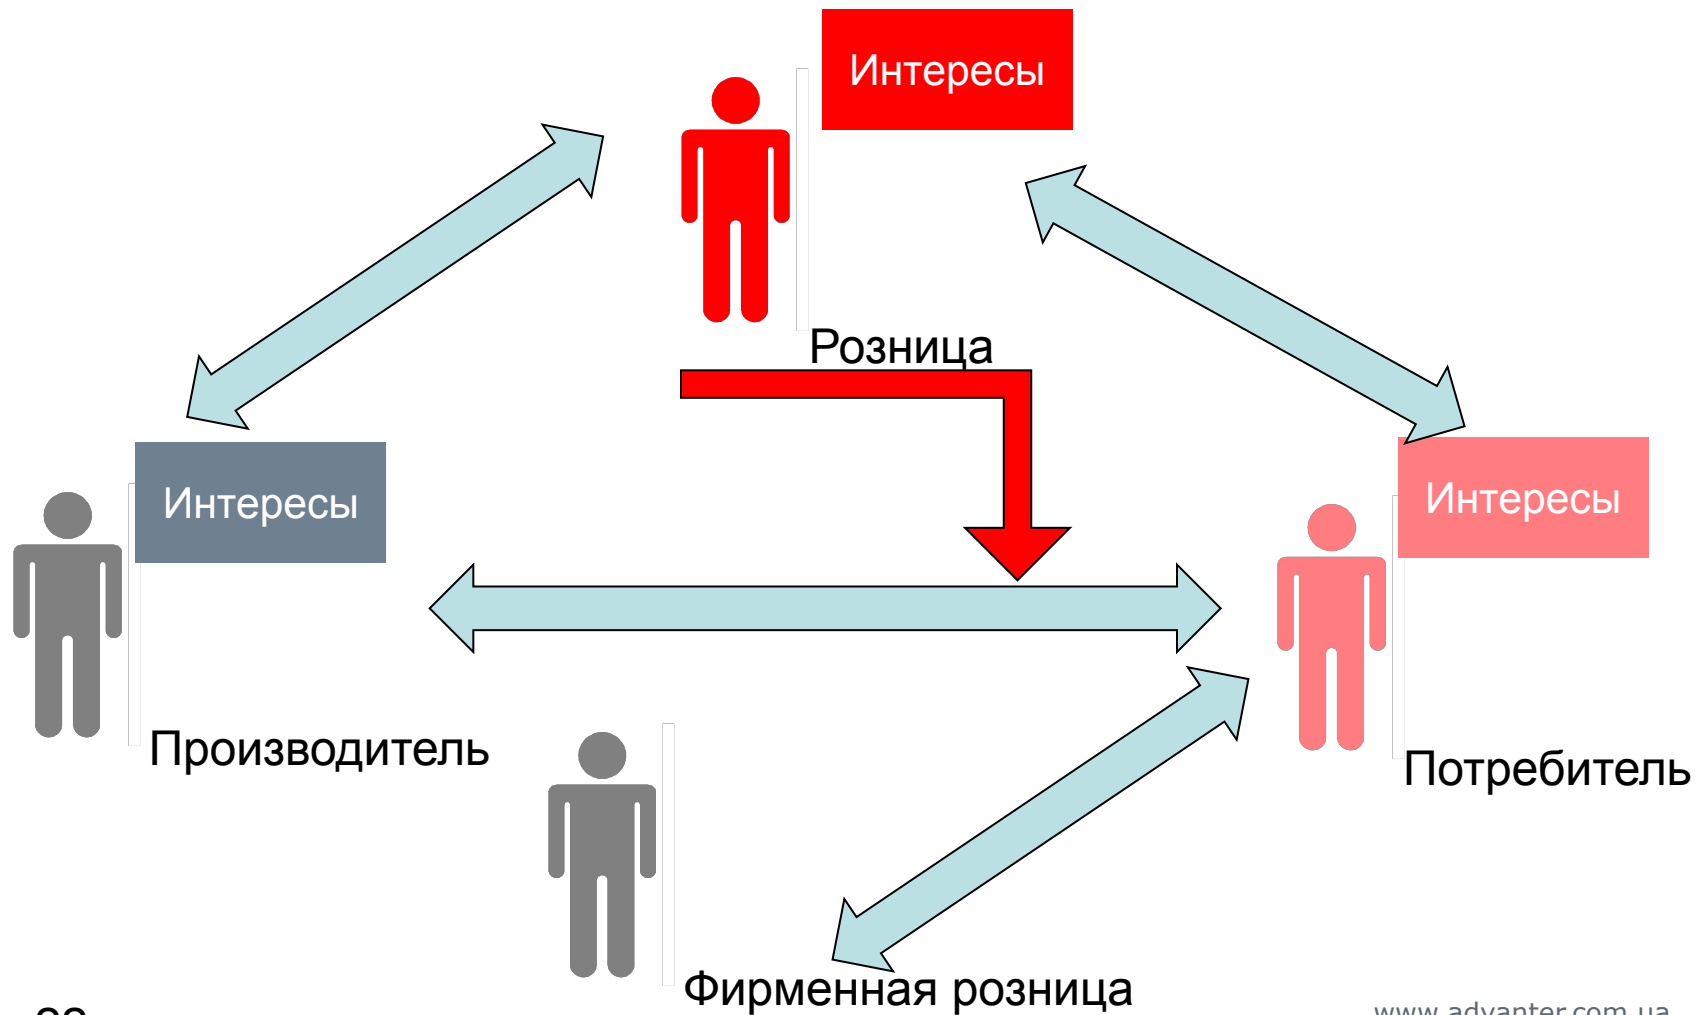 Интересы
Розница
Интересы
Интересы
Производитель
Потребитель
Фирменная розница
www.advanter.com.ua